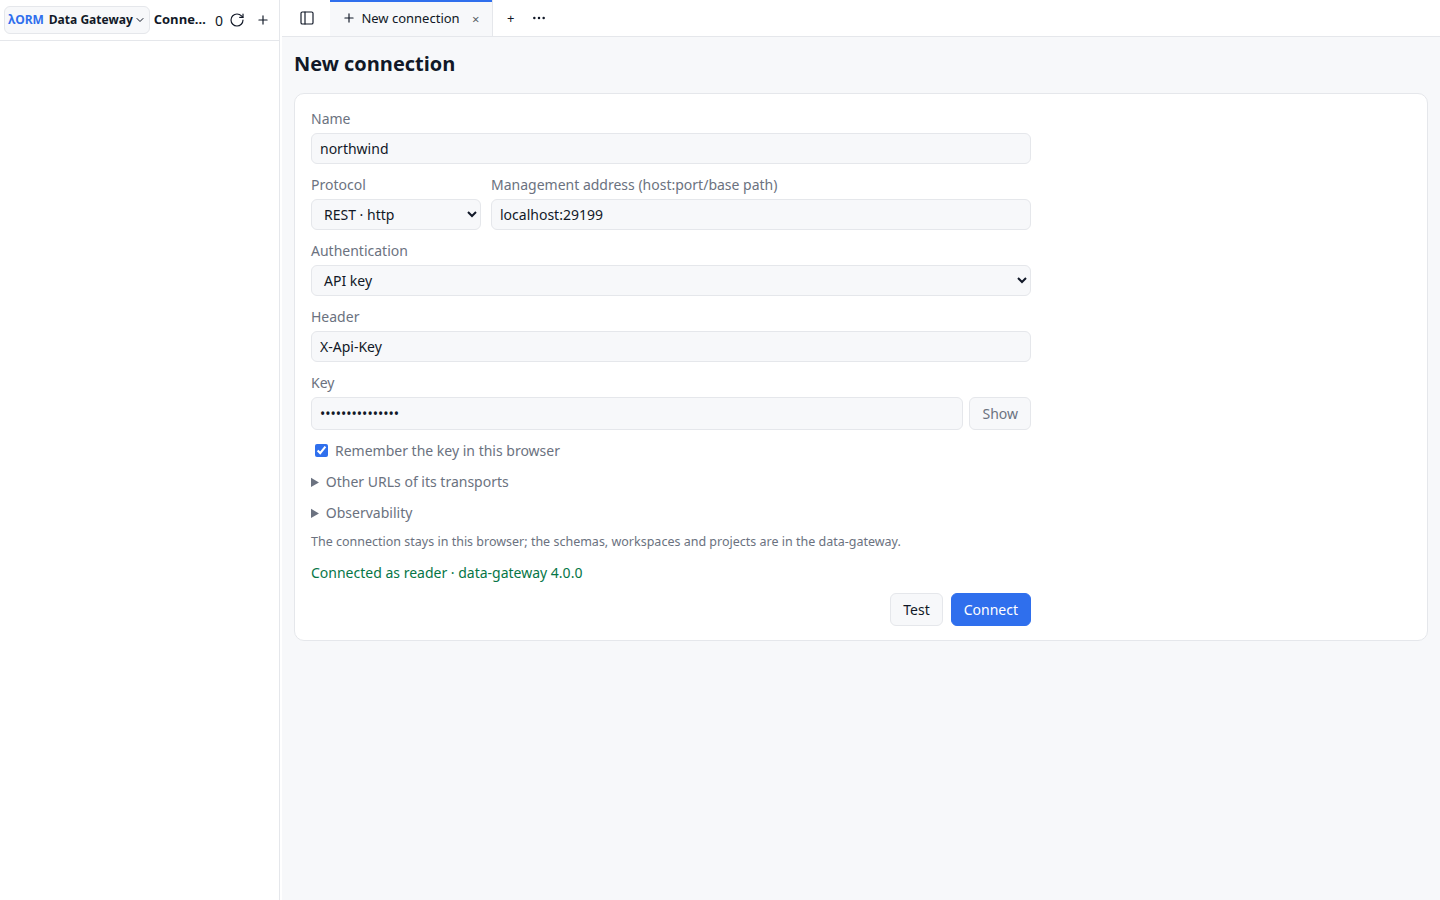 λORM Data Gateway Conne... 0
New connection × + •••
New connection
Name
northwind
Protocol Management address (host:port/base path)
REST · http localhost:29199
Authentication
API key
Header
X-Api-Key
Key
••••••••••••••• Show
Remember the key in this browser
Other URLs of its transports
Observability
The connection stays in this browser; the schemas, workspaces and projects are in the data-gateway.
Connected as reader · data-gateway 4.0.0
Test Connect